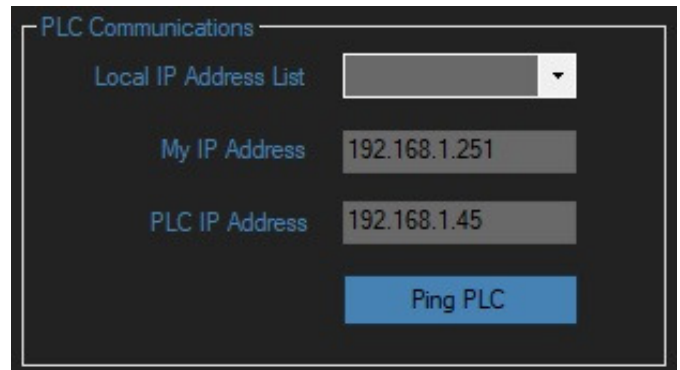 PLC Communications
Local IP Address List
My IP Address 192.168.1.251
PLC IP Address 192.168.1.45
Ping PLC